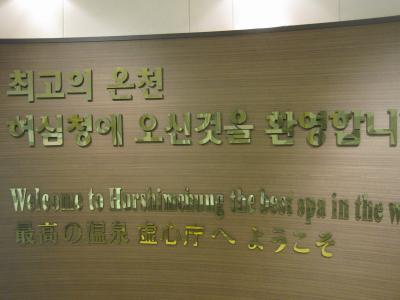 최고의 온천
허심청에 오신것을 환영합니
Welcome to Hurshimchung the best spa in the w
最高の温泉 虚心庁へ ようこそ